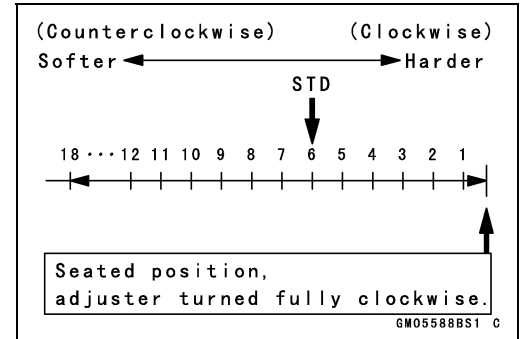 (Counterclockwise) (Clockwise)
Softer Harder
STD
18 ··· 12 11 10 9 8 7 6 5 4 3 2 1
Seated position,
adjuster turned fully clockwise.
GM05588BS1 C